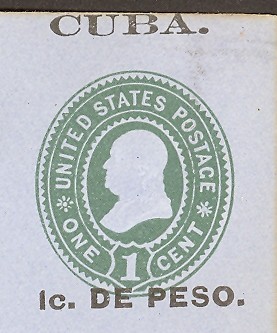 CUBA.
UNITED STATES POSTAGE
ONE 1 CENT
1c. DE PESO.